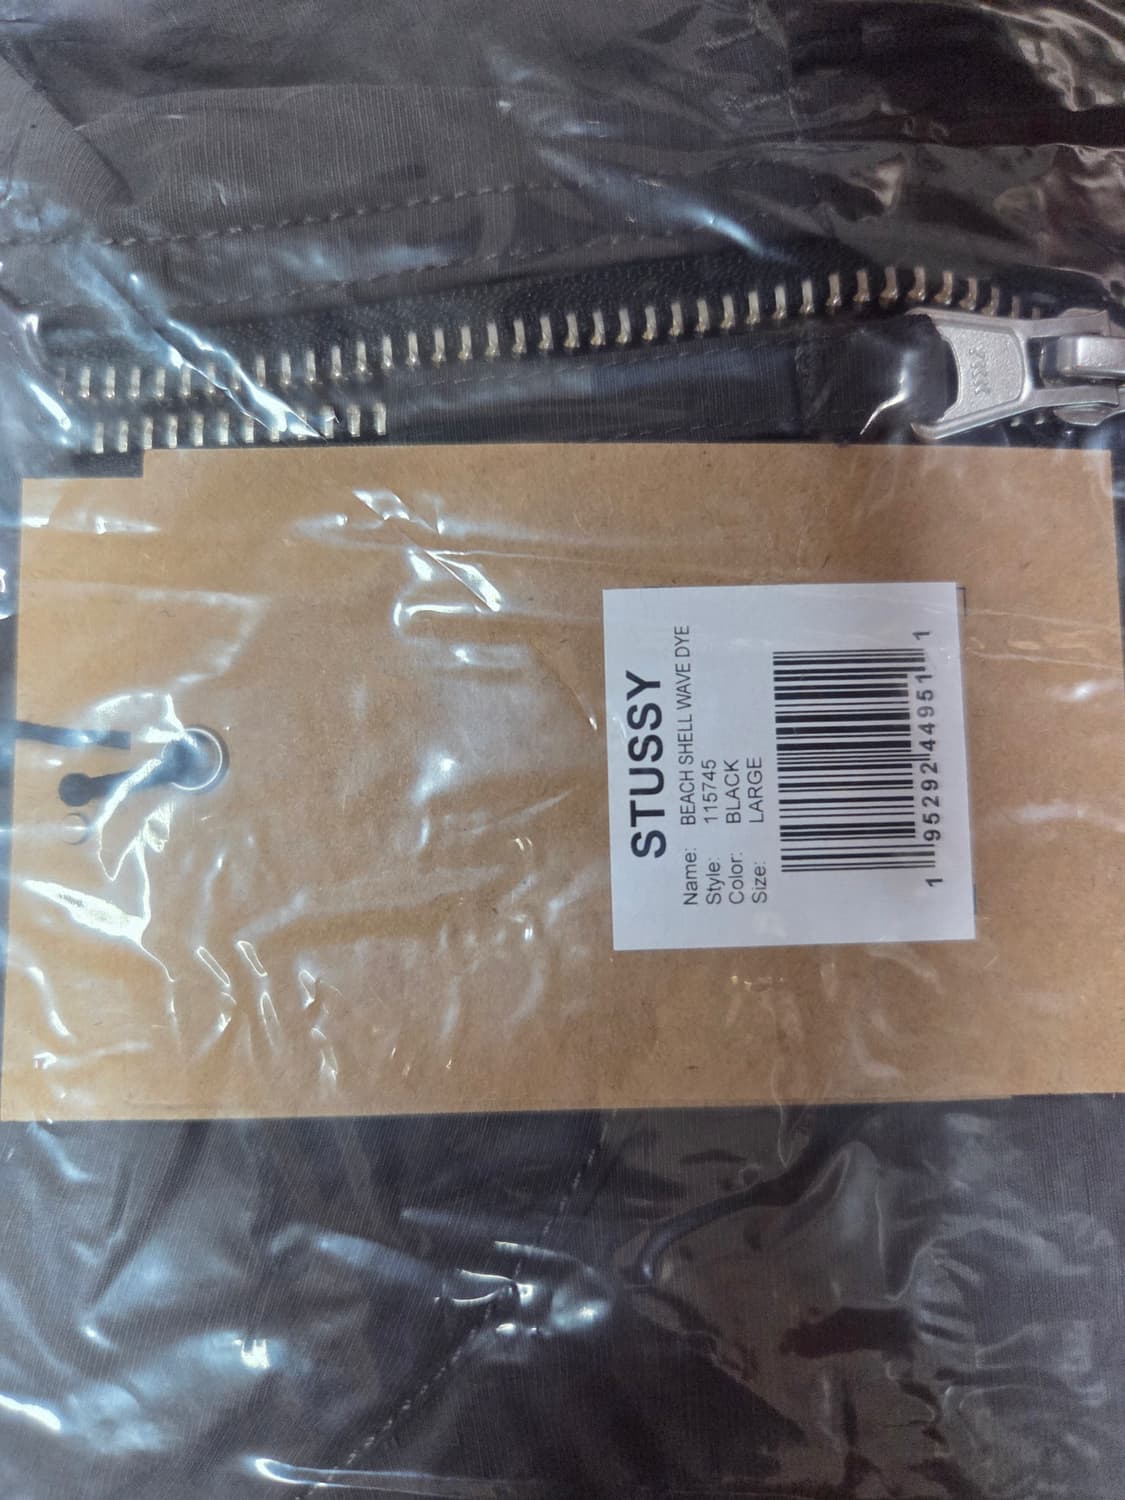 STUSSY
Name: BEACH SHELL WAVE DYE
Style: 115745
Color: BLACK
Size: LARGE
1 95292 44951 1